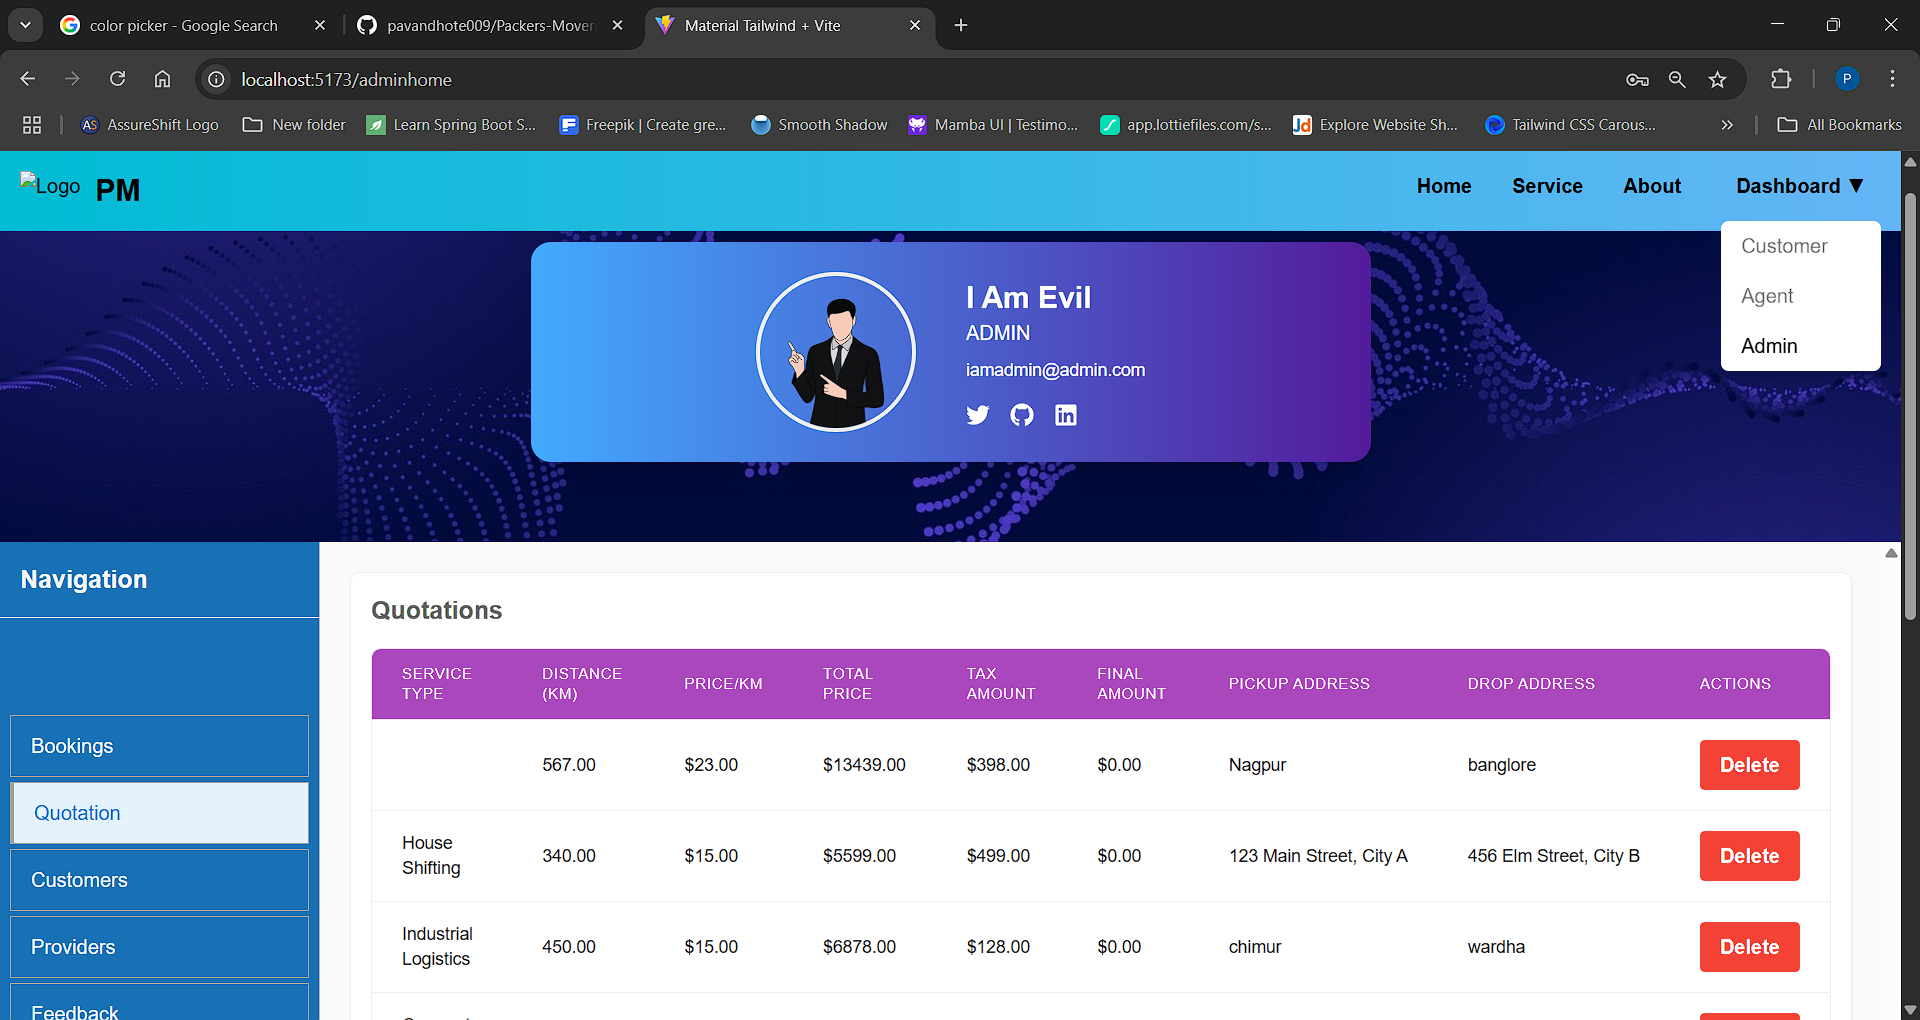 color picker - Google Search
pavandhote009/Packers-Mover
Material Tailwind + Vite
localhost:5173/adminhome
P
AS AssureShift Logo
New folder
Learn Spring Boot S...
Freepik | Create gre...
Smooth Shadow
Mamba UI | Testimo...
app.lottiefiles.com/s...
Jd Explore Website Sh...
Tailwind CSS Carous...
All Bookmarks
Logo PM
Home
Service
About
Dashboard ▼
Customer
Agent
Admin
I Am Evil
ADMIN
iamadmin@admin.com
Navigation
Bookings
Quotation
Customers
Providers
Feedback
Quotations
SERVICE TYPE DISTANCE (KM) PRICE/KM TOTAL PRICE TAX AMOUNT FINAL AMOUNT PICKUP ADDRESS DROP ADDRESS ACTIONS
567.00 $23.00 $13439.00 $398.00 $0.00 Nagpur banglore Delete
House Shifting 340.00 $15.00 $5599.00 $499.00 $0.00 123 Main Street, City A 456 Elm Street, City B Delete
Industrial Logistics 450.00 $15.00 $6878.00 $128.00 $0.00 chimur wardha Delete